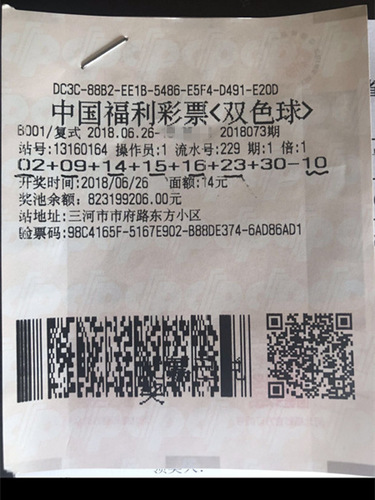 DC3C-88B2-EE1B-5486-E5F4-D491-E20D
中国福利彩票<双色球>
B001/复式 2018.06.26- 2018073期
站号:13160164 操作员:1 流水号:229 期:1 倍:1
02+09+14+15+16+23+30-10
开奖时间:2018/06/26 面额:14元
奖池余额: 823199206.00元
站地址:三河市市府路东方小区
验票码:98C4165F-5167E902-B88DE374-6AD86AD1